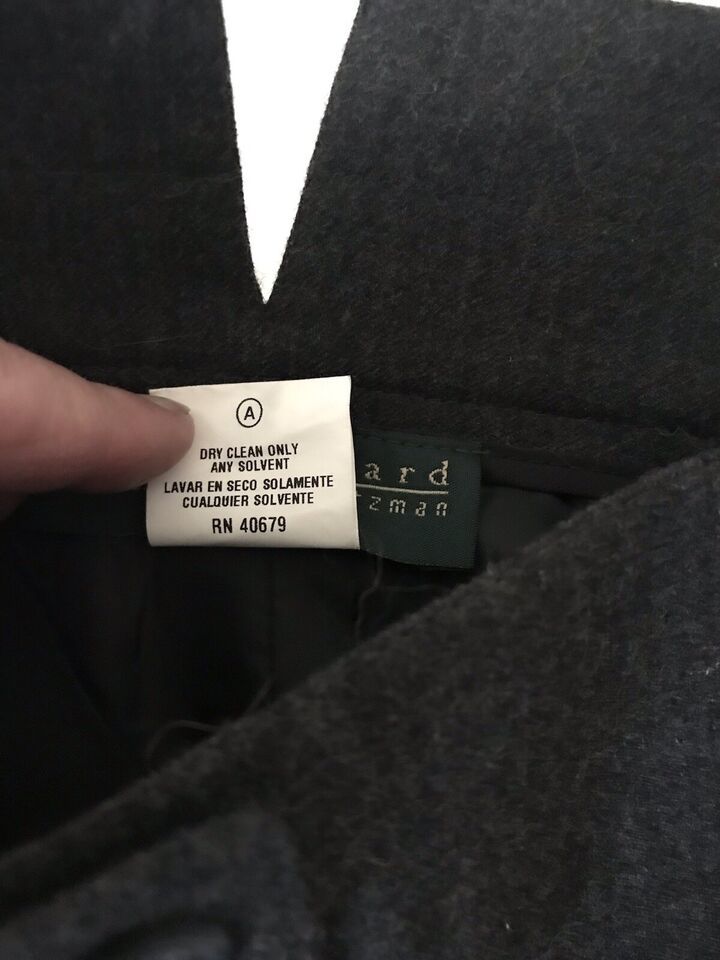 A
DRY CLEAN ONLY
ANY SOLVENT
LAVAR EN SECO SOLAMENTE
CUALQUIER SOLVENTE
RN 40679
ard
zman